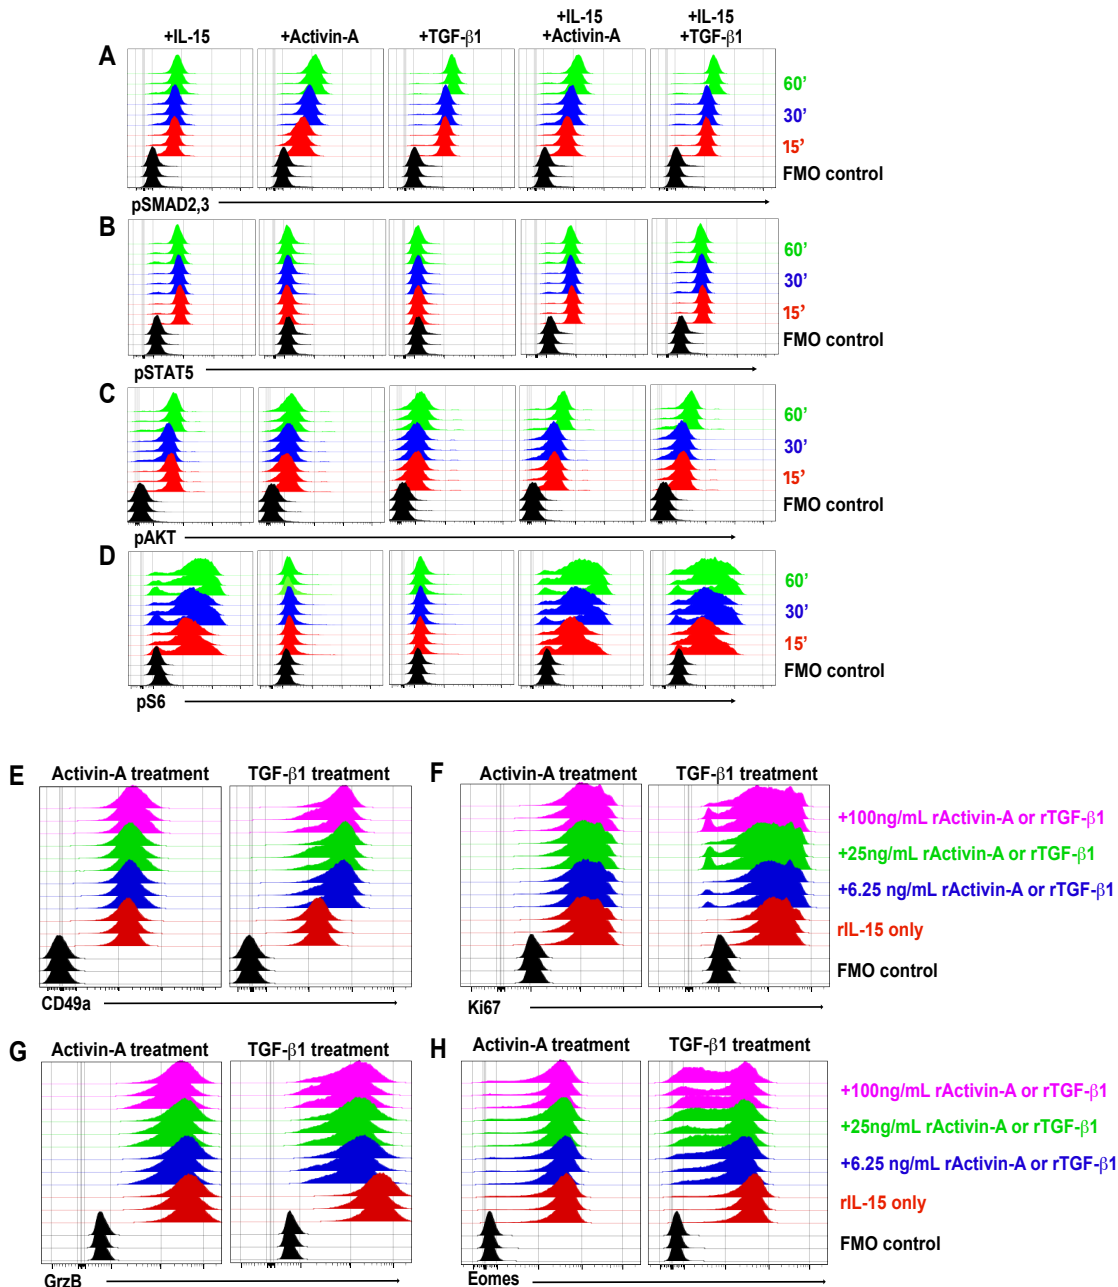 +IL-15 +Activin-A +TGF-β1 +IL-15 +Activin-A +IL-15 +TGF-β1
A
60'
30'
15'
FMO control
pSMAD2,3
B
60'
30'
15'
FMO control
pSTAT5
C
60'
30'
15'
FMO control
pAKT
D
60'
30'
15'
FMO control
pS6
E
Activin-A treatment TGF-β1 treatment
CD49a
F
Activin-A treatment TGF-β1 treatment
+100ng/mL rActivin-A or rTGF-β1
+25ng/mL rActivin-A or rTGF-β1
+6.25 ng/mL rActivin-A or rTGF-β1
rIL-15 only
FMO control
Ki67
G
Activin-A treatment TGF-β1 treatment
GrzB
H
Activin-A treatment TGF-β1 treatment
+100ng/mL rActivin-A or rTGF-β1
+25ng/mL rActivin-A or rTGF-β1
+6.25 ng/mL rActivin-A or rTGF-β1
rIL-15 only
FMO control
Eomes